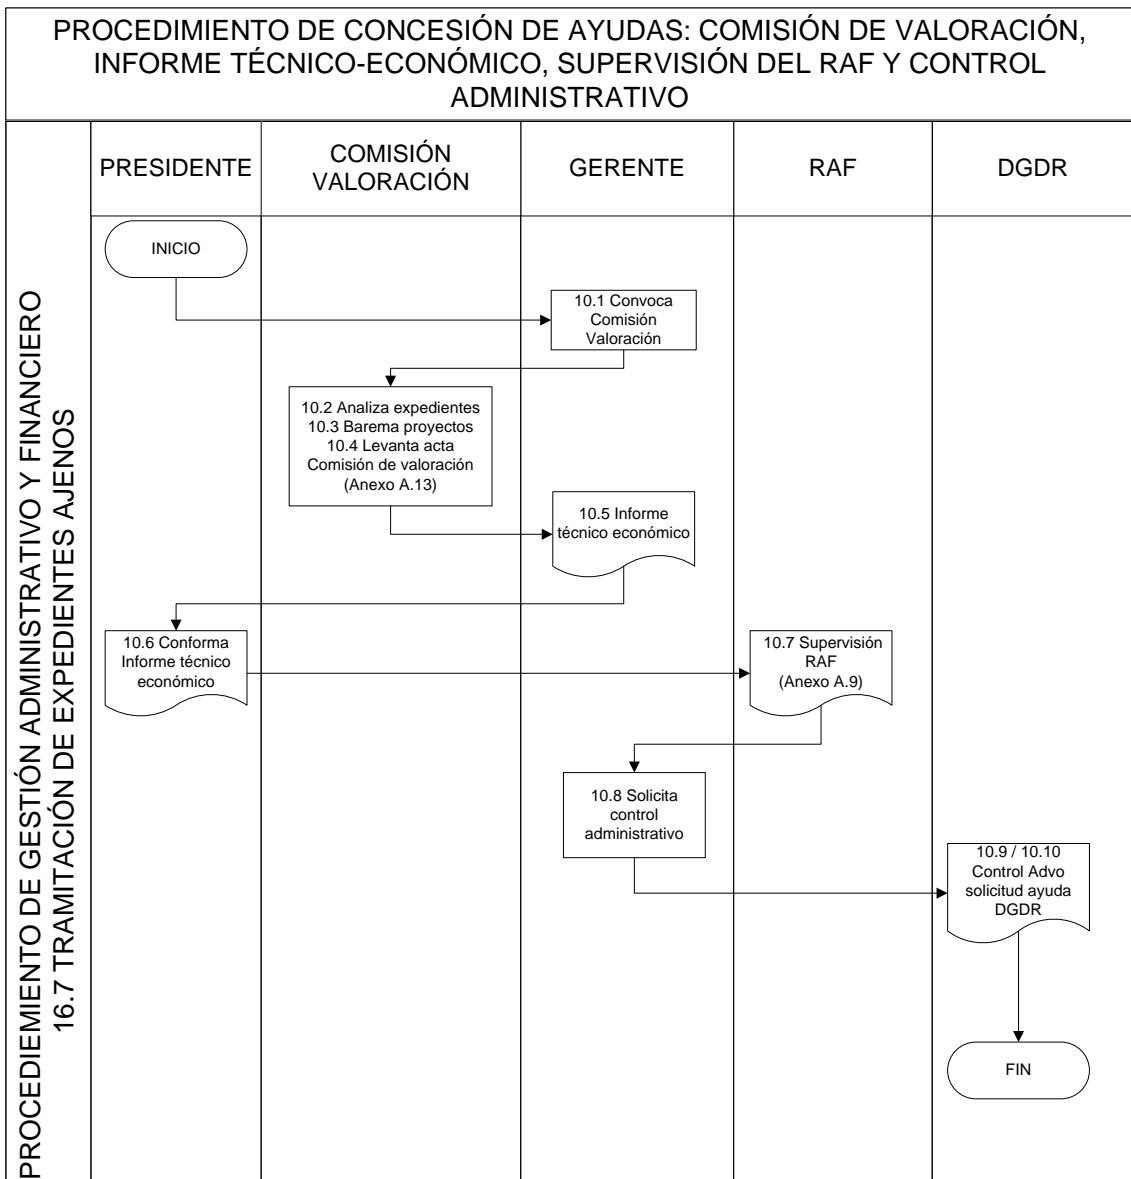 PROCEDIMIENTO DE CONCESIÓN DE AYUDAS: COMISIÓN DE VALORACIÓN,
INFORME TÉCNICO-ECONÓMICO, SUPERVISIÓN DEL RAF Y CONTROL
ADMINISTRATIVO
PROCEDIEMIENTO DE GESTIÓN ADMINISTRATIVO Y FINANCIERO
16.7 TRAMITACIÓN DE EXPEDIENTES AJENOS
PRESIDENTE
COMISIÓN
VALORACIÓN
GERENTE
RAF
DGDR
INICIO
10.1 Convoca
Comisión
Valoración
10.2 Analiza expedientes
10.3 Barema proyectos
10.4 Levanta acta
Comisión de valoración
(Anexo A.13)
10.5 Informe
técnico económico
10.6 Conforma
Informe técnico
económico
10.7 Supervisión
RAF
(Anexo A.9)
10.8 Solicita
control
administrativo
10.9 / 10.10
Control Advo
solicitud ayuda
DGDR
FIN